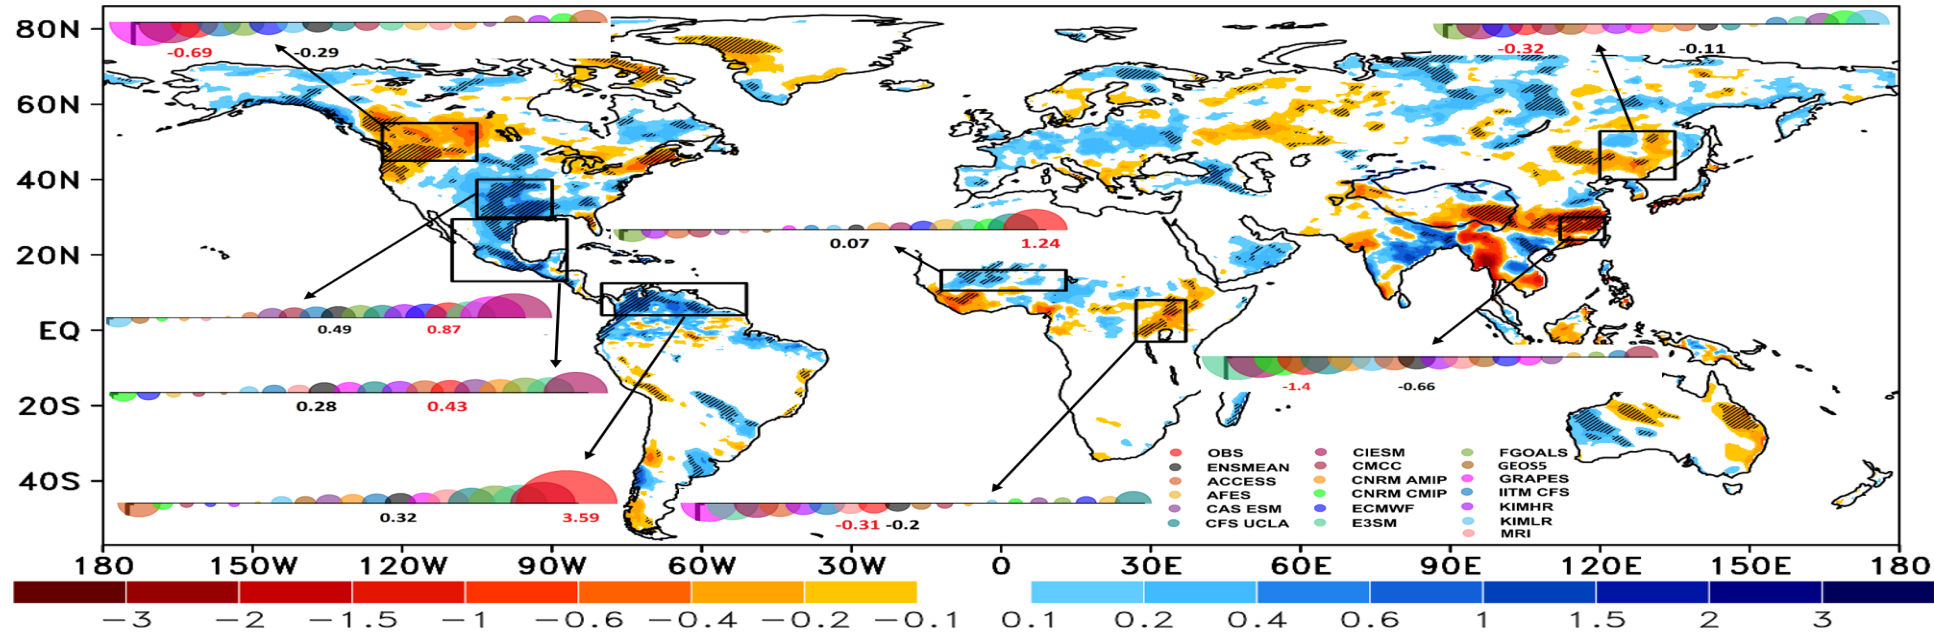 80N
60N
40N
20N
EQ
20S
40S
-0.69 -0.29
-0.32 -0.11
0.07 1.24
0.49 0.87
0.28 0.43
0.32 3.59
-0.31 -0.2
-1.4 -0.66
OBS CIESM FGOALS
ENSMEAN CMCC GEOS5
ACCESS CNRM AMIP GRAPES
AFES CNRM CMIP IITM CFS
CAS ESM ECMWF KIMHR
CFS UCLA E3SM KIMLR
MRI
180 150W 120W 90W 60W 30W 0 30E 60E 90E 120E 150E 180
−3 −2 −1.5 −1 −0.6 −0.4 −0.2 −0.1 0.1 0.2 0.4 0.6 1 1.5 2 3